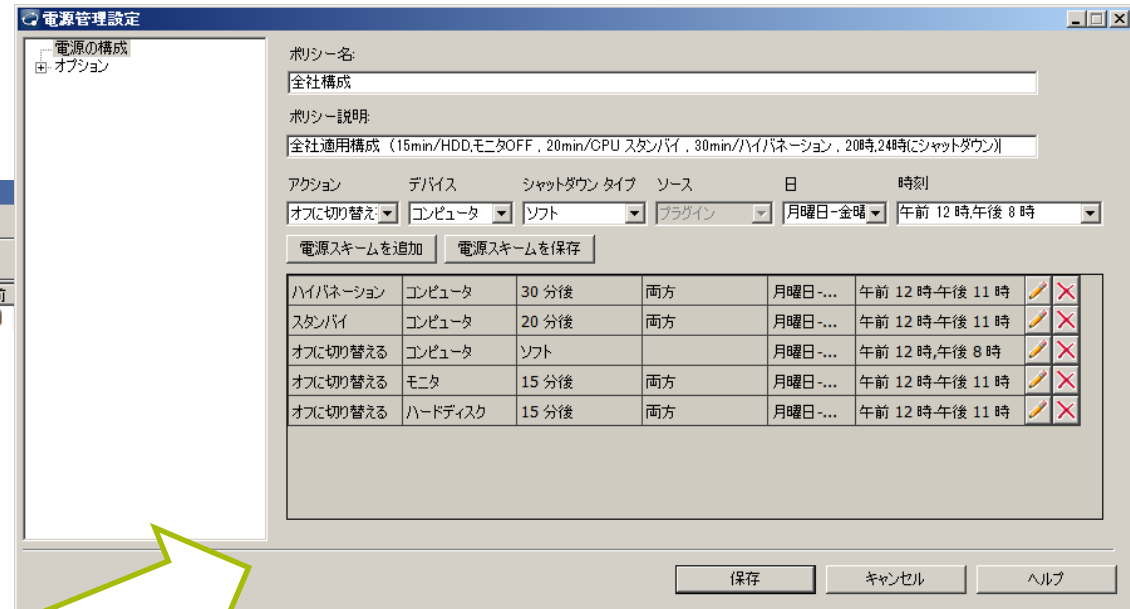 電源管理設定
電源の構成
オプション
ポリシー名:
全社構成
ポリシー説明:
全社適用構成（15min/HDD,モニタOFF , 20min/CPU スタンバイ , 30min/ハイバネーション , 20時,24時にシャットダウン)
アクション デバイス シャットダウン タイプ ソース 日 時刻
オフに切り替え コンピュータ ソフト プラグイン 月曜日-金曜 午前 12 時,午後 8 時
電源スキームを追加 電源スキームを保存
ハイバネーション コンピュータ 30 分後 両方 月曜日-... 午前 12 時-午後 11 時
スタンバイ コンピュータ 20 分後 両方 月曜日-... 午前 12 時-午後 11 時
オフに切り替える コンピュータ ソフト 月曜日-... 午前 12 時,午後 8 時
オフに切り替える モニタ 15 分後 両方 月曜日-... 午前 12 時-午後 11 時
オフに切り替える ハードディスク 15 分後 両方 月曜日-... 午前 12 時-午後 11 時
保存 キャンセル ヘルプ